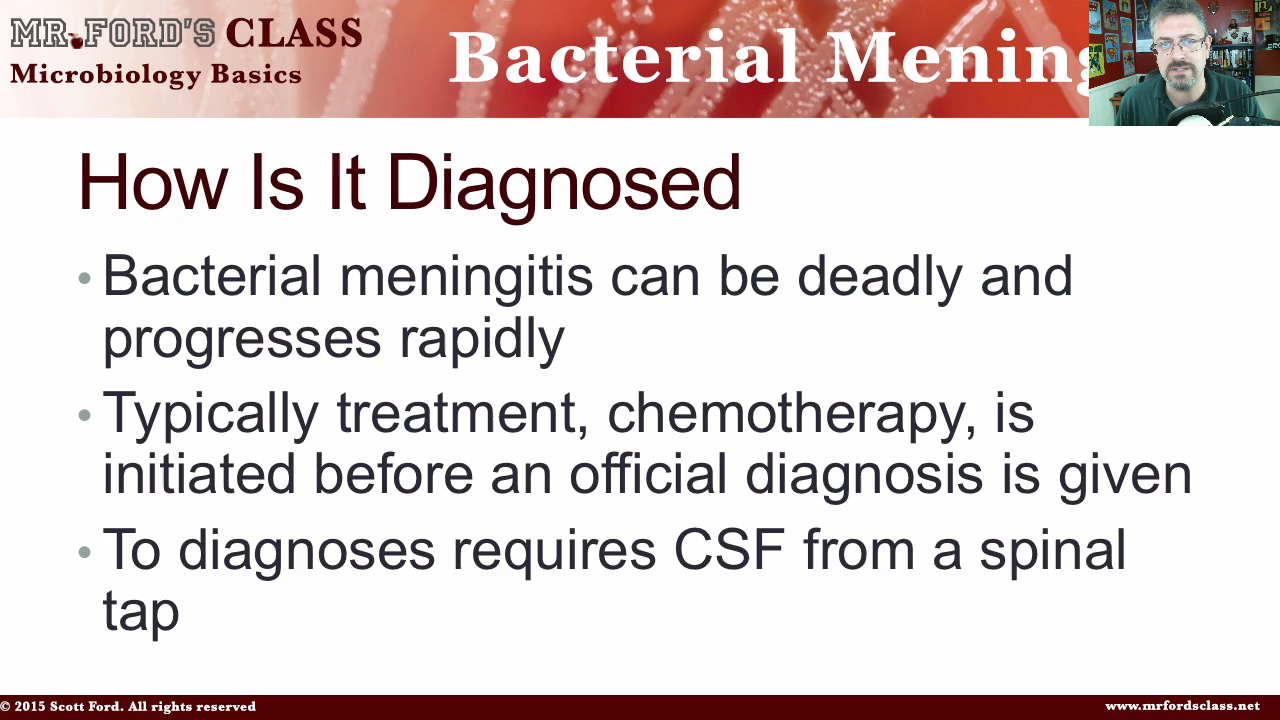 MR. FORD'S CLASS
Microbiology Basics
Bacterial Mening
How Is It Diagnosed
• Bacterial meningitis can be deadly and
progresses rapidly
• Typically treatment, chemotherapy, is
initiated before an official diagnosis is given
• To diagnoses requires CSF from a spinal
tap
© 2015 Scott Ford. All rights reserved
www.mrfordsclass.net